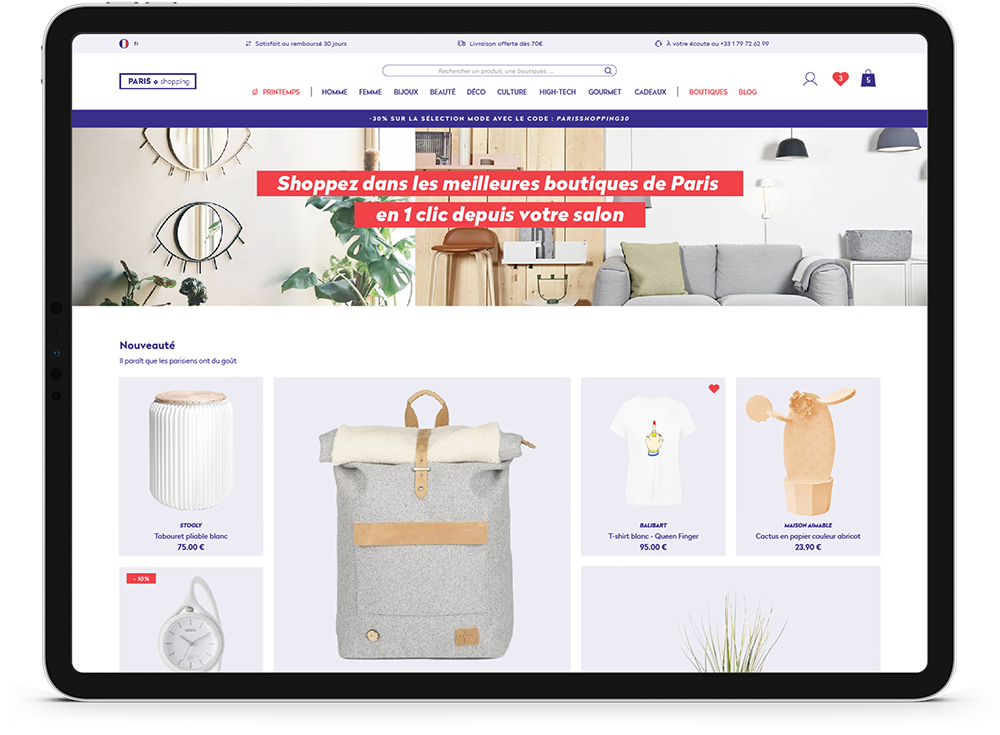 fr
Satisfait ou remboursé 30 jours
Livraison offerte dès 70€
À votre écoute au +33 1 79 72 62 99
PARIS shopping
Rechercher un produit, une boutiques, ...
3
5
PRINTEMPS | HOMME FEMME BIJOUX BEAUTÉ DÉCO CULTURE HIGH-TECH GOURMET CADEAUX | BOUTIQUES BLOG
-30% SUR LA SÉLECTION MODE AVEC LE CODE : PARISSHOPPING30
Shoppez dans les meilleures boutiques de Paris
en 1 clic depuis votre salon
Nouveauté
Il paraît que les parisiens ont du goût
STOOLY
Tabouret pliable blanc
75.00 €
BALIBART
T-shirt blanc - Queen Finger
95.00 €
MAISON AIMABLE
Cactus en papier couleur abricot
23.90 €
- 10%